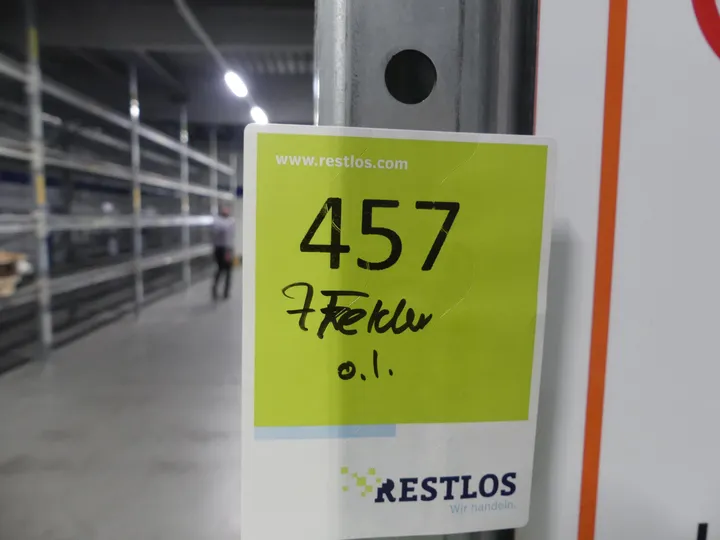 www.restlos.com
457
7 Felder
o.l.
RESTLOS
Wir handeln.